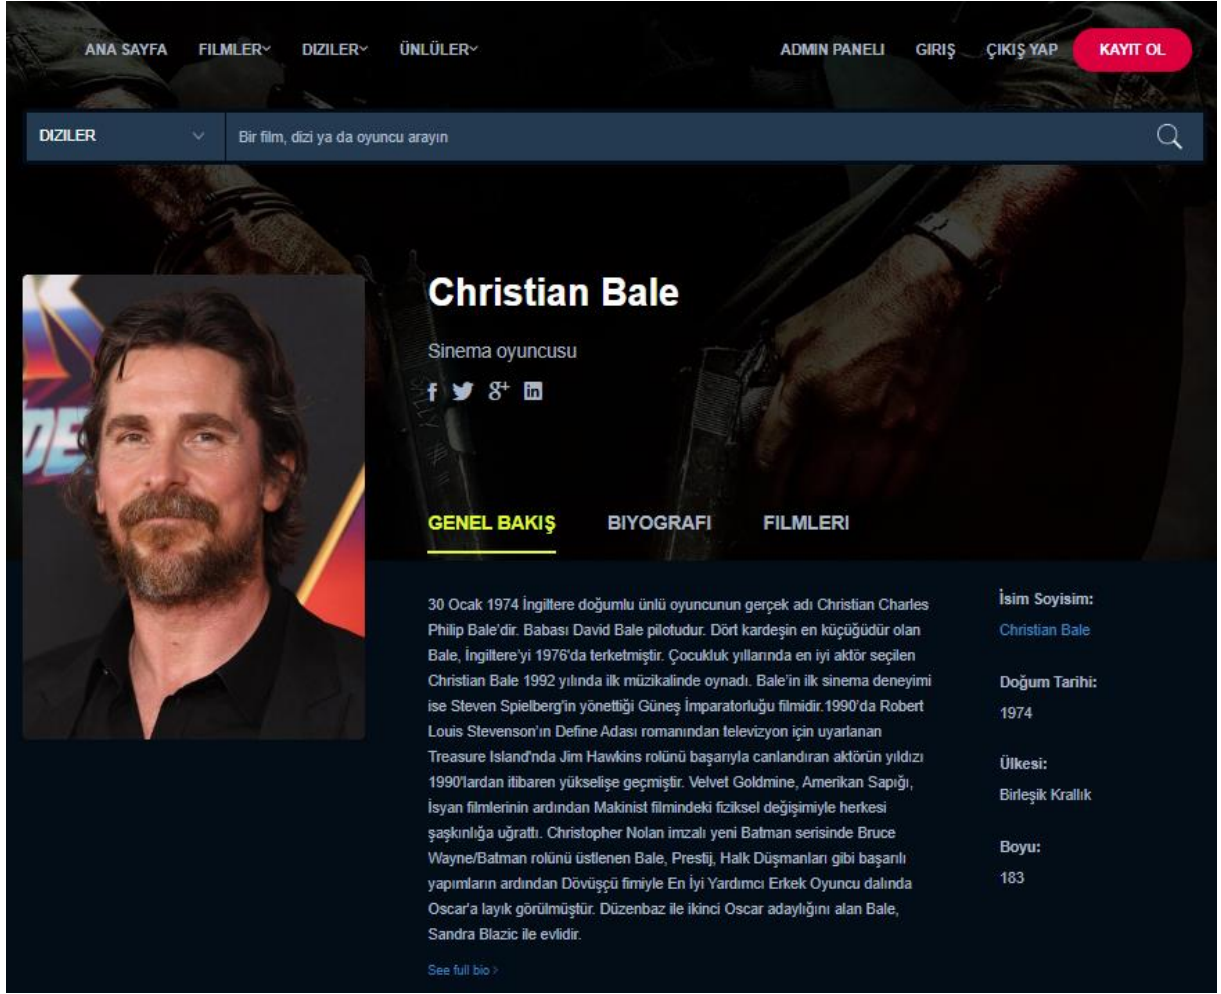 ANA SAYFA FILMLER DIZILER ÜNLÜLER ADMIN PANELI GIRIŞ ÇIKIŞ YAP KAYIT OL
DIZILER Bir film, dizi ya da oyuncu arayın
Christian Bale
Sinema oyuncusu
GENEL BAKIŞ BIYOGRAFI FILMLERI
30 Ocak 1974 İngiltere doğumlu ünlü oyuncunun gerçek adı Christian Charles
Philip Bale'dir. Babası David Bale pilotudur. Dört kardeşin en küçüğüdür olan
Bale, İngiltere'yi 1976'da terketmiştir. Çocukluk yıllarında en iyi aktör seçilen
Christian Bale 1992 yılında ilk müzikalinde oynadı. Bale'in ilk sinema deneyimi
ise Steven Spielberg'in yönettiği Güneş İmparatorluğu filmidir.1990'da Robert
Louis Stevenson'ın Define Adası romanından televizyon için uyarlanan
Treasure Island'nda Jim Hawkins rolünü başarıyla canlandıran aktörün yıldızı
1990'lardan itibaren yükselişe geçmiştir. Velvet Goldmine, Amerikan Sapığı,
İsyan filmlerinin ardından Makinist filmindeki fiziksel değişimiyle herkesi
şaşkınlığa uğrattı. Christopher Nolan imzalı yeni Batman serisinde Bruce
Wayne/Batman rolünü üstlenen Bale, Prestij, Halk Düşmanları gibi başarılı
yapımların ardından Dövüşçü fimiyle En İyi Yardımcı Erkek Oyuncu dalında
Oscar'a layık görülmüştür. Düzenbaz ile ikinci Oscar adaylığını alan Bale,
Sandra Blazic ile evlidir.
See full bio
İsim Soyisim:
Christian Bale
Doğum Tarihi:
1974
Ülkesi:
Birleşik Krallık
Boyu:
183